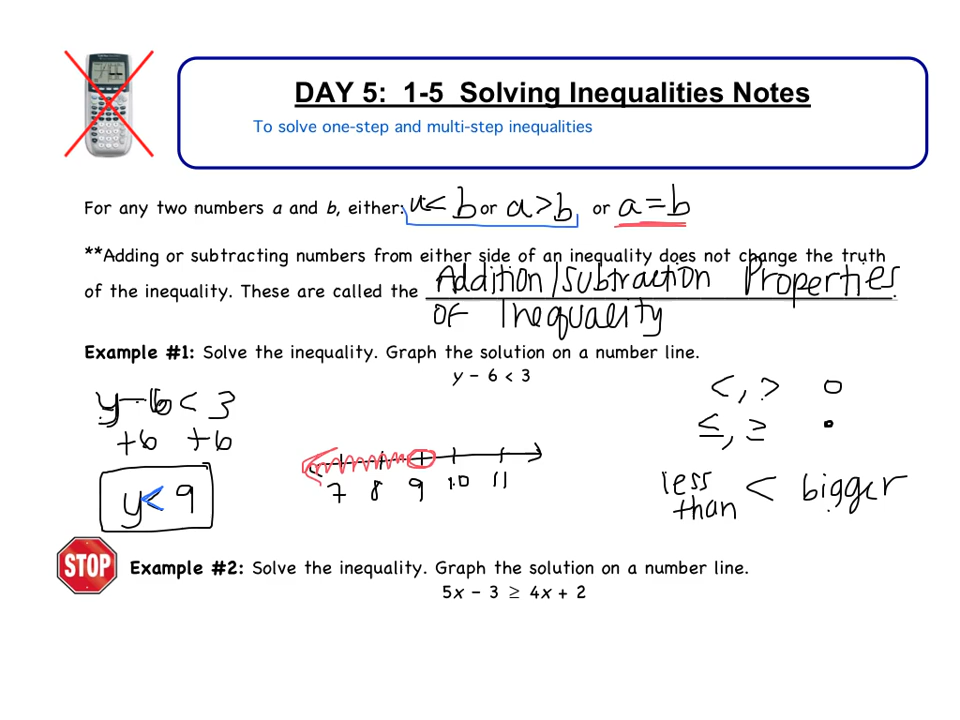 DAY 5: 1-5 Solving Inequalities Notes
To solve one-step and multi-step inequalities
For any two numbers a and b, either: a < b or a > b or a = b
**Adding or subtracting numbers from either side of an inequality does not change the truth
of the inequality. These are called the Addition/Subtraction Properties.
of Inequality
Example #1: Solve the inequality. Graph the solution on a number line.
y - 6 < 3
y - 6 < 3
+6 +6
y < 9
7 8 9 10 11
<, > o
≤, ≥ •
less than < bigger
STOP
Example #2: Solve the inequality. Graph the solution on a number line.
5x - 3 ≥ 4x + 2